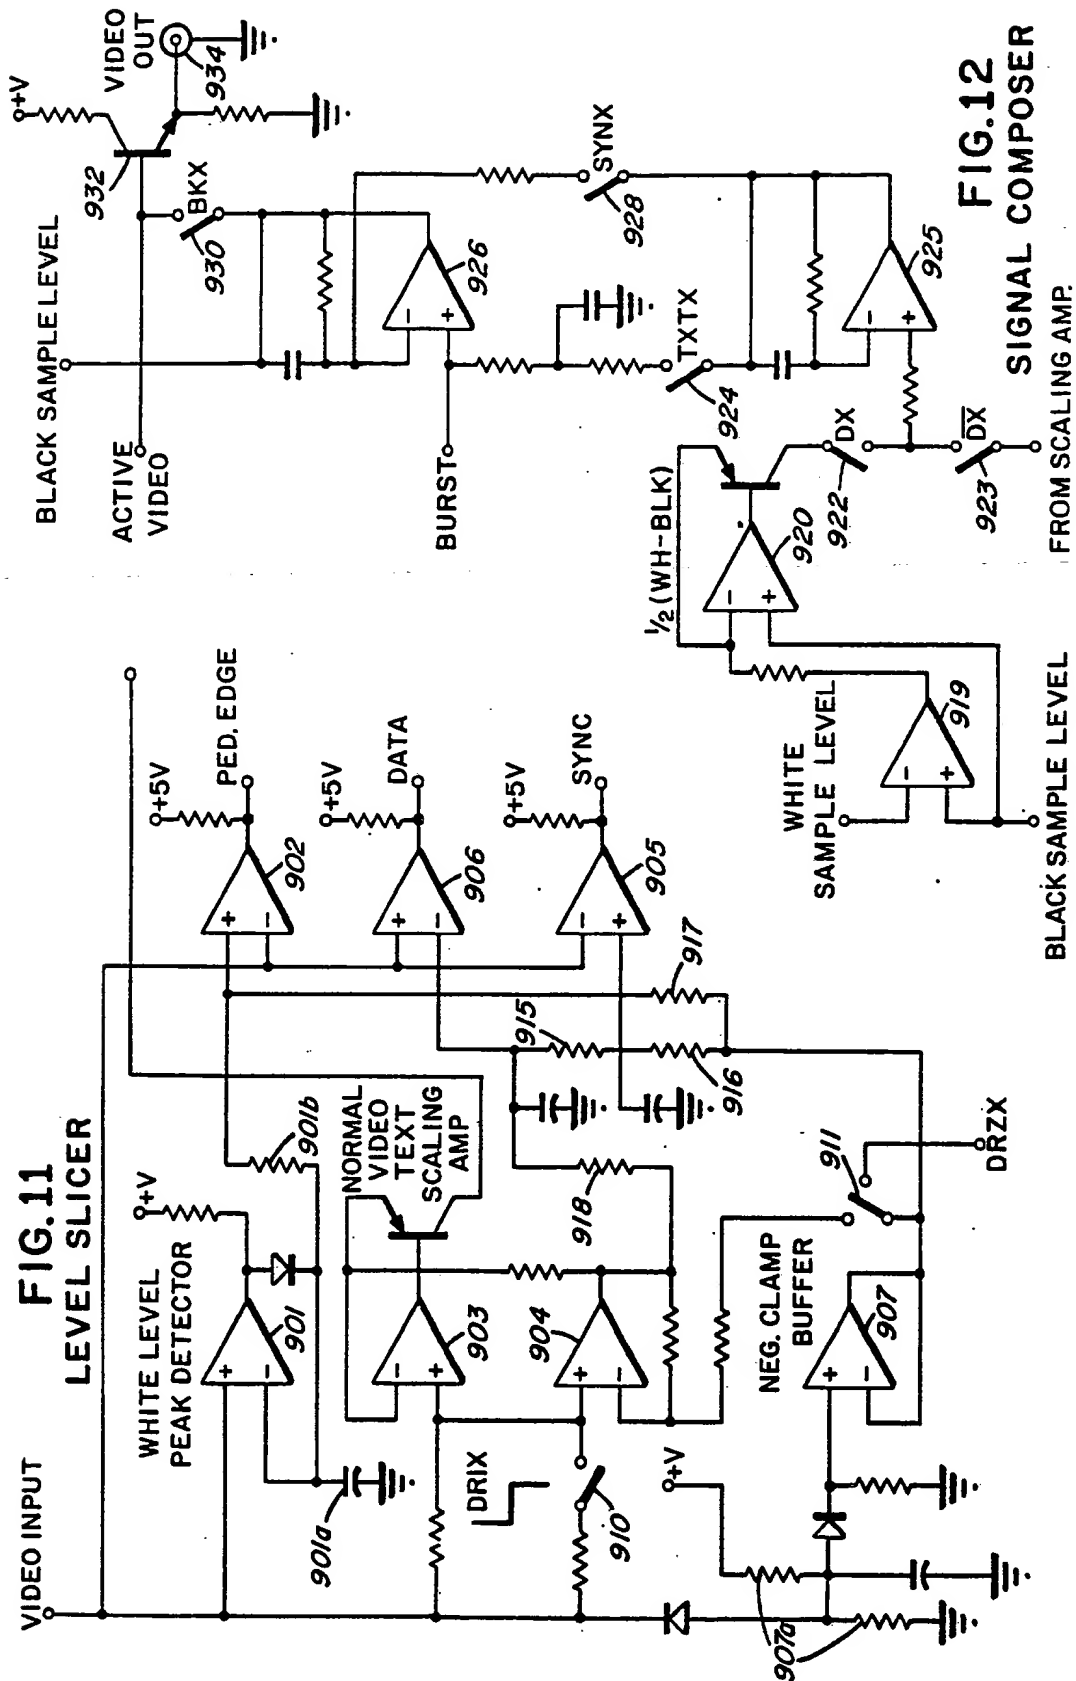 FIG.11
LEVEL SLICER
VIDEO INPUT
WHITE LEVEL
PEAK DETECTOR
+V
901
901a
901b
+5V
PED. EDGE
902
NORMAL
VIDEO
TEXT
SCALING
AMP
903
+5V
DATA
906
DRIX
910
904
918
915
916
917
+5V
SYNC
905
+V
NEG. CLAMP
BUFFER
907
907a
911
DRZX
FIG.12
SIGNAL COMPOSER
BLACK SAMPLE LEVEL
ACTIVE
VIDEO
BURST
+V
VIDEO
OUT
934
932
BKX
930
926
SYNX
928
TXTX
924
925
1/2 (WH-BLK)
920
DX
922
D̅X̅
923
FROM SCALING AMP.
WHITE
SAMPLE LEVEL
919
BLACK SAMPLE LEVEL
+
-
+
-
-
+
-
+
+
-
+
-
-
+
+
-
-
+
-
+
-
+
-
+